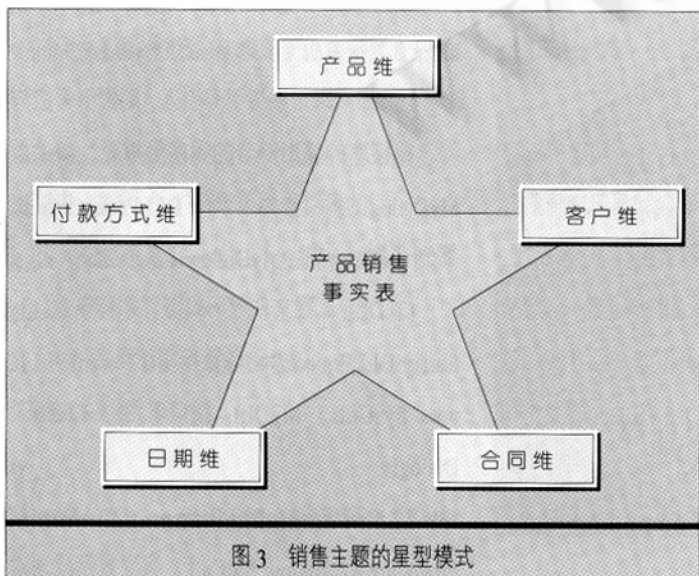 产品维
付款方式维
客户维
产品销售
事实表
日期维
合同维
图3 销售主题的星型模式